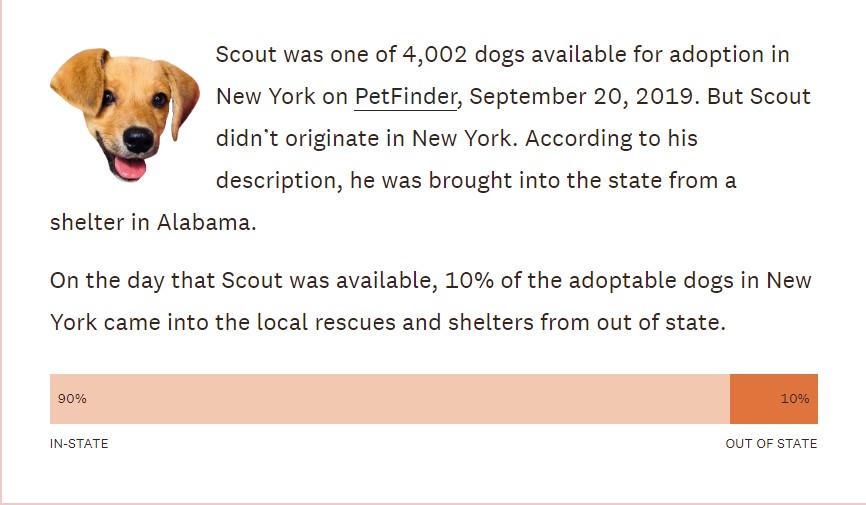 Scout was one of 4,002 dogs available for adoption in
New York on PetFinder, September 20, 2019. But Scout
didn’t originate in New York. According to his
description, he was brought into the state from a
shelter in Alabama.
On the day that Scout was available, 10% of the adoptable dogs in New
York came into the local rescues and shelters from out of state.
90% 10%
IN-STATE OUT OF STATE